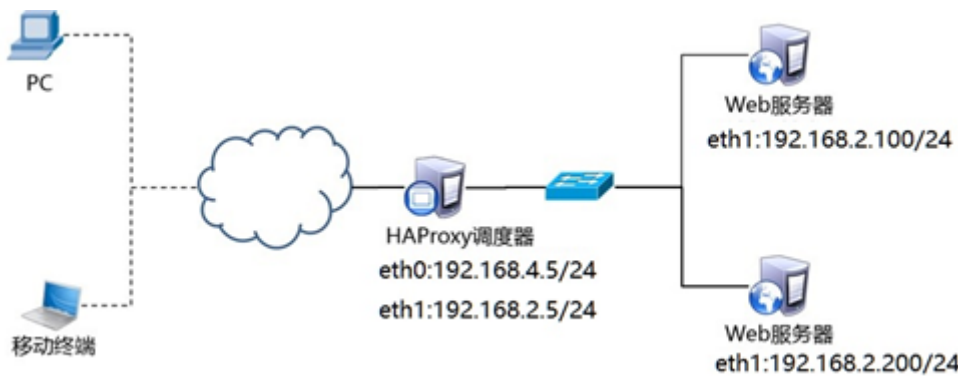 PC
移动终端
HAProxy调度器
eth0:192.168.4.5/24
eth1:192.168.2.5/24
Web服务器
eth1:192.168.2.100/24
Web服务器
eth1:192.168.2.200/24